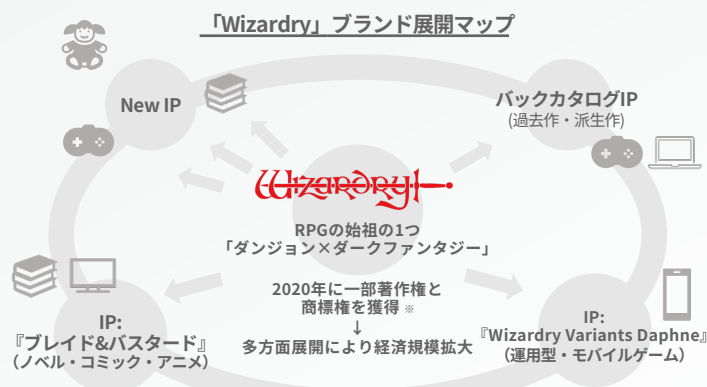 「Wizardry」ブランド展開マップ
New IP
バックカタログIP
(過去作・派生作)
Wizardry
RPGの始祖の1つ
「ダンジョン×ダークファンタジー」
2020年に一部著作権と
商標権を獲得 ※
↓
多方面展開により経済規模拡大
IP:
『ブレイド&バスタード』
（ノベル・コミック・アニメ）
IP:
『Wizardry Variants Daphne』
（運用型・モバイルゲーム）